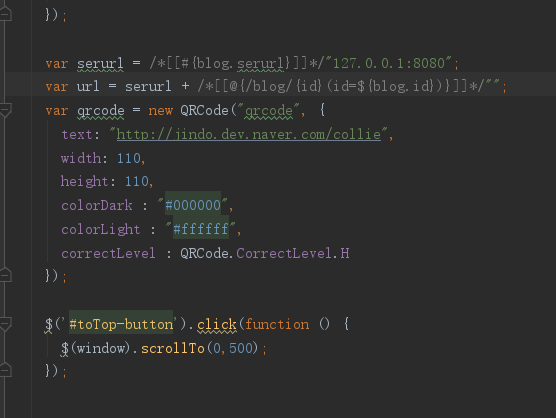 });
var serurl = /*[[#{blog.serurl}]]*/"127.0.0.1:8080";
var url = serurl + /*[[@{/blog/{id}(id=${blog.id})}]]*/"";
var qrcode = new QRCode("qrcode", {
text: "http://jindo.dev.naver.com/collie",
width: 110,
height: 110,
colorDark : "#000000",
colorLight : "#ffffff",
correctLevel : QRCode.CorrectLevel.H
});
$('#toTop-button').click(function () {
$(window).scrollTo(0,500);
});